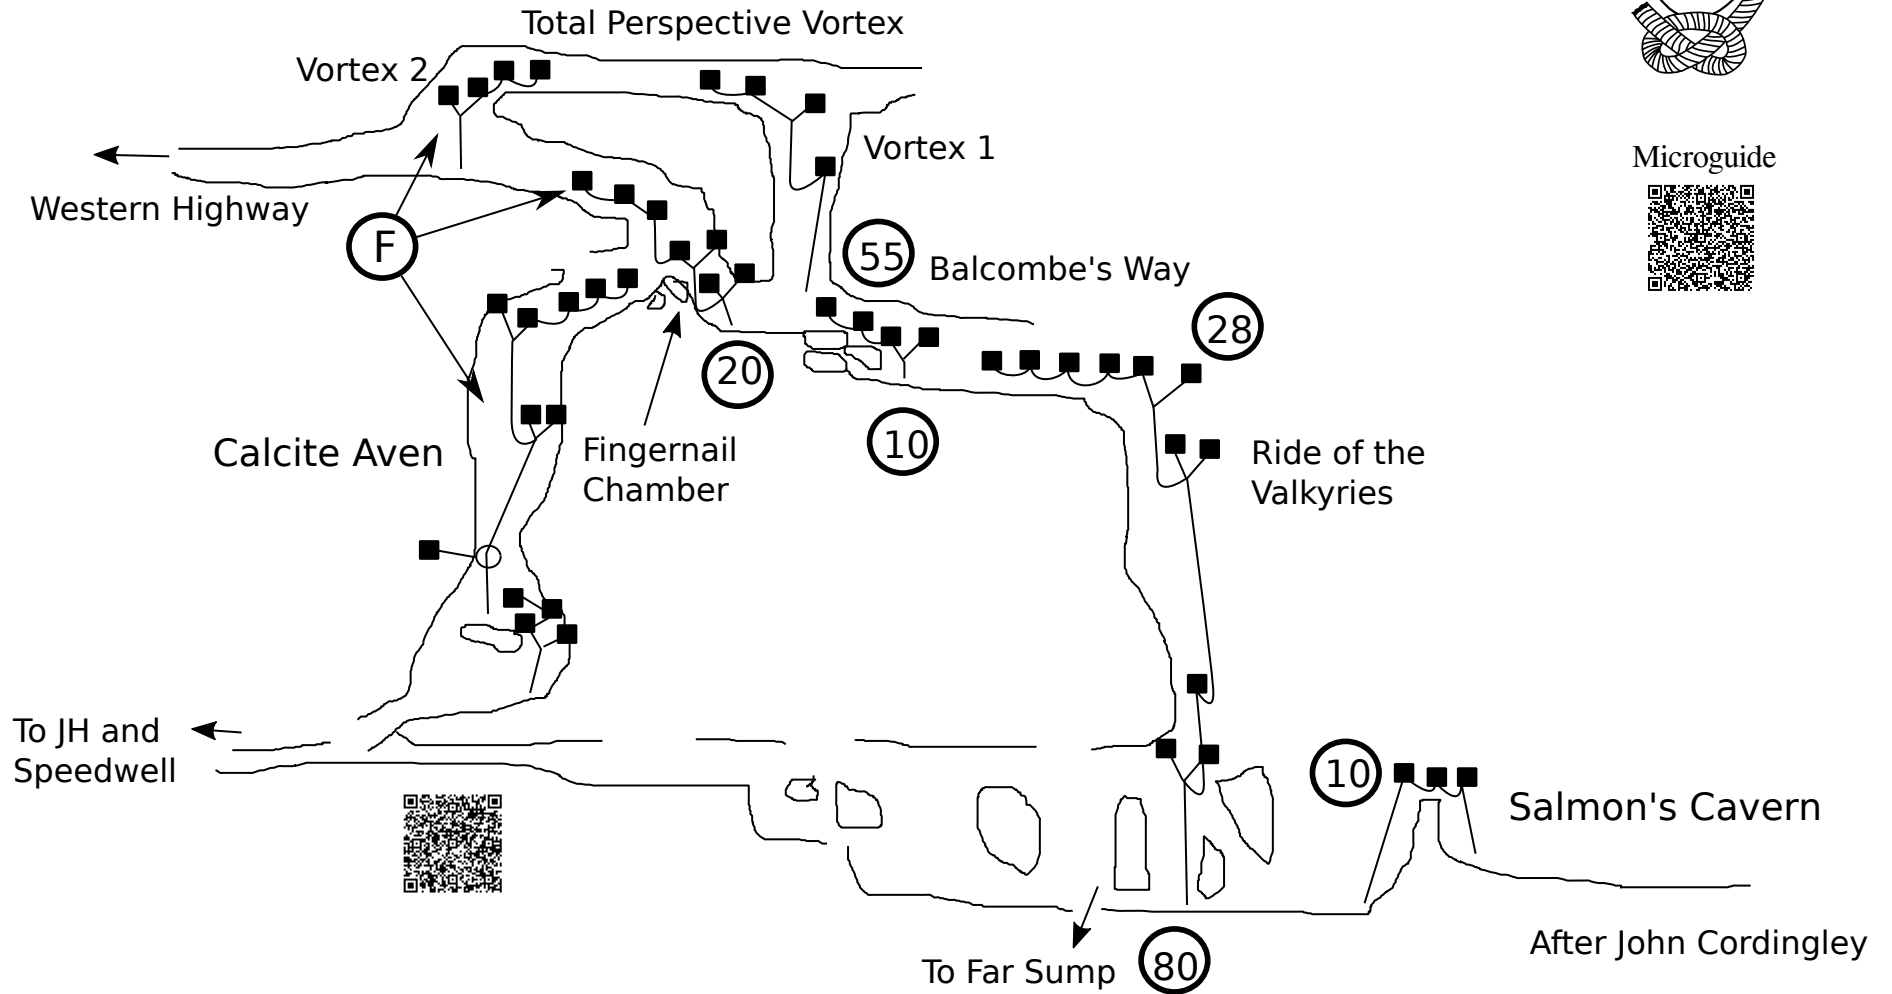 Total Perspective Vortex
Vortex 2
Vortex 1
Microguide
Western Highway
F
55
Balcombe's Way
28
20
10
Calcite Aven
Fingernail
Chamber
Ride of the
Valkyries
To JH and
Speedwell
10
Salmon's Cavern
After John Cordingley
To Far Sump
80